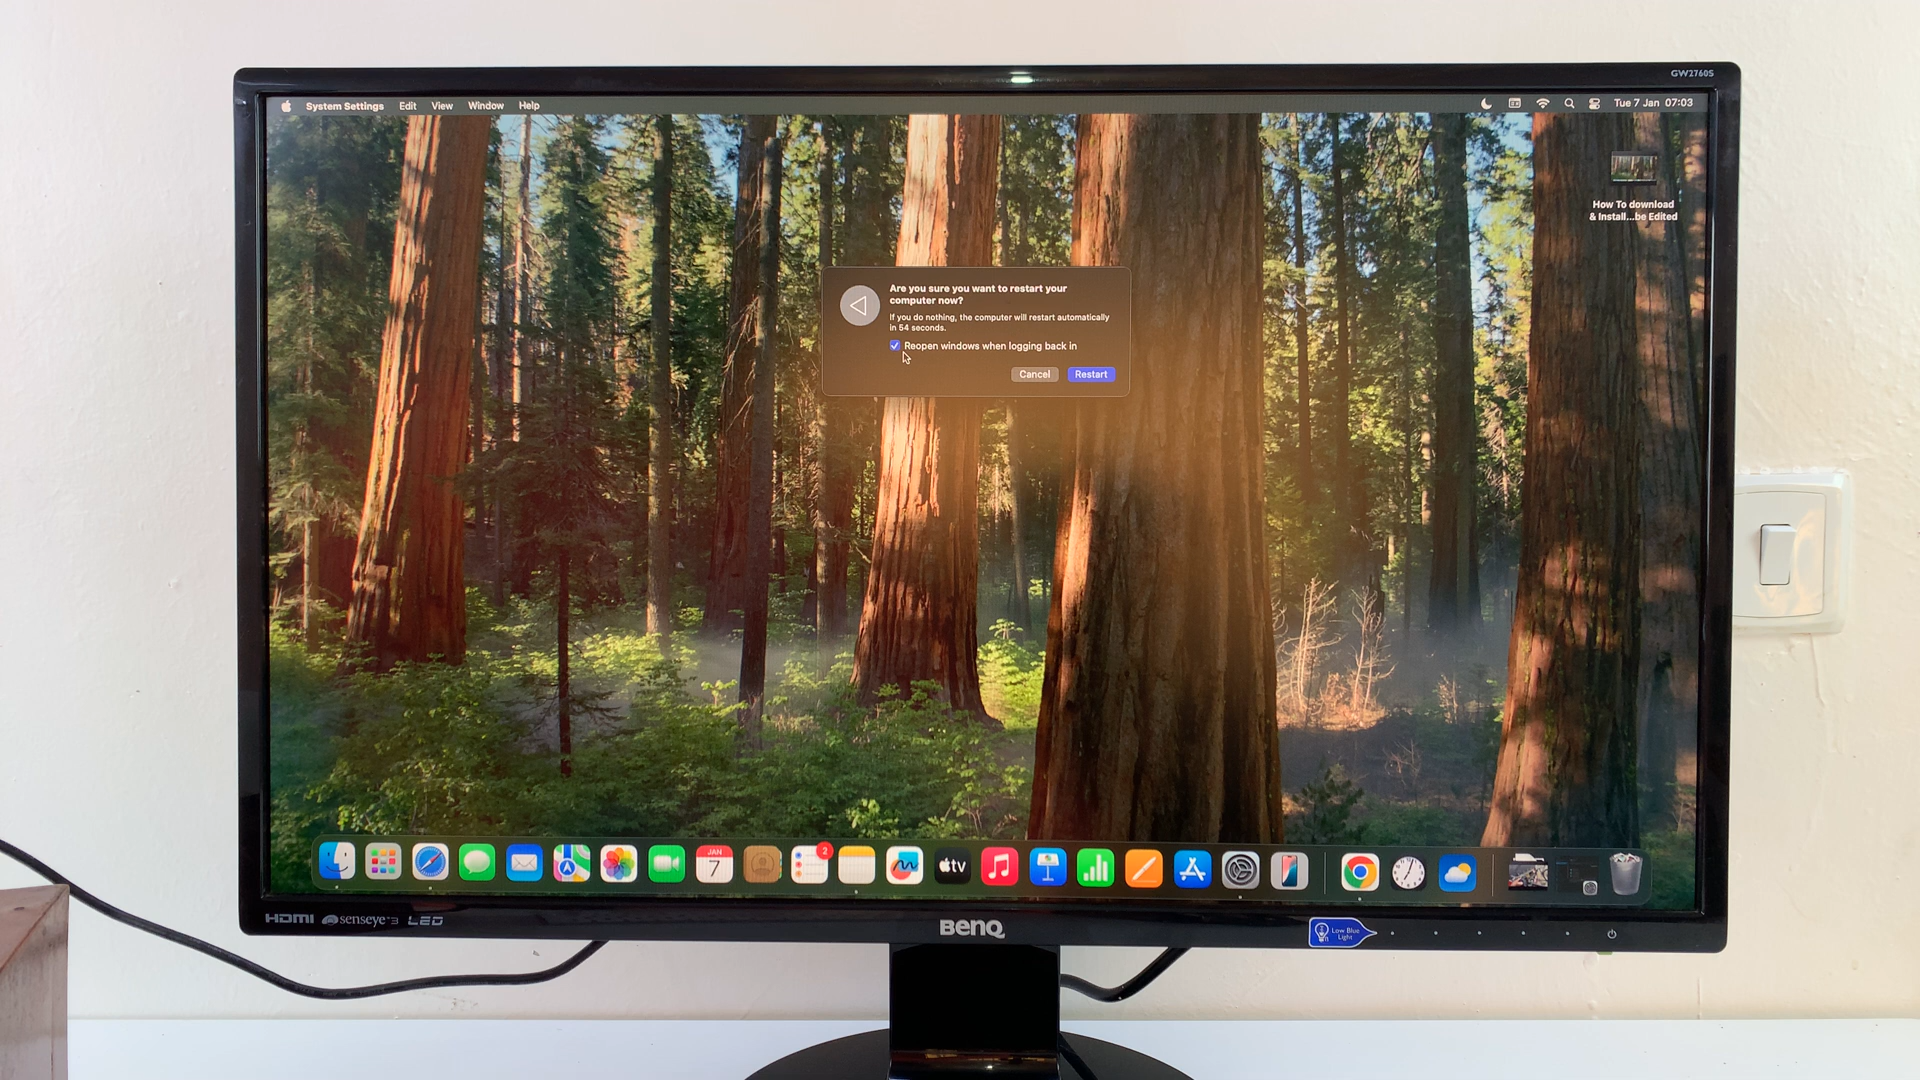 GW2760S
System Settings Edit View Window Help
Tue 7 Jan 07:03
How To download
& Install...be Edited
Are you sure you want to restart your
computer now?
If you do nothing, the computer will restart automatically
in 54 seconds.
Reopen windows when logging back in
Cancel Restart
JAN
7
2
tv
HDMI senseye 3 LED
BenQ
Low Blue
Light